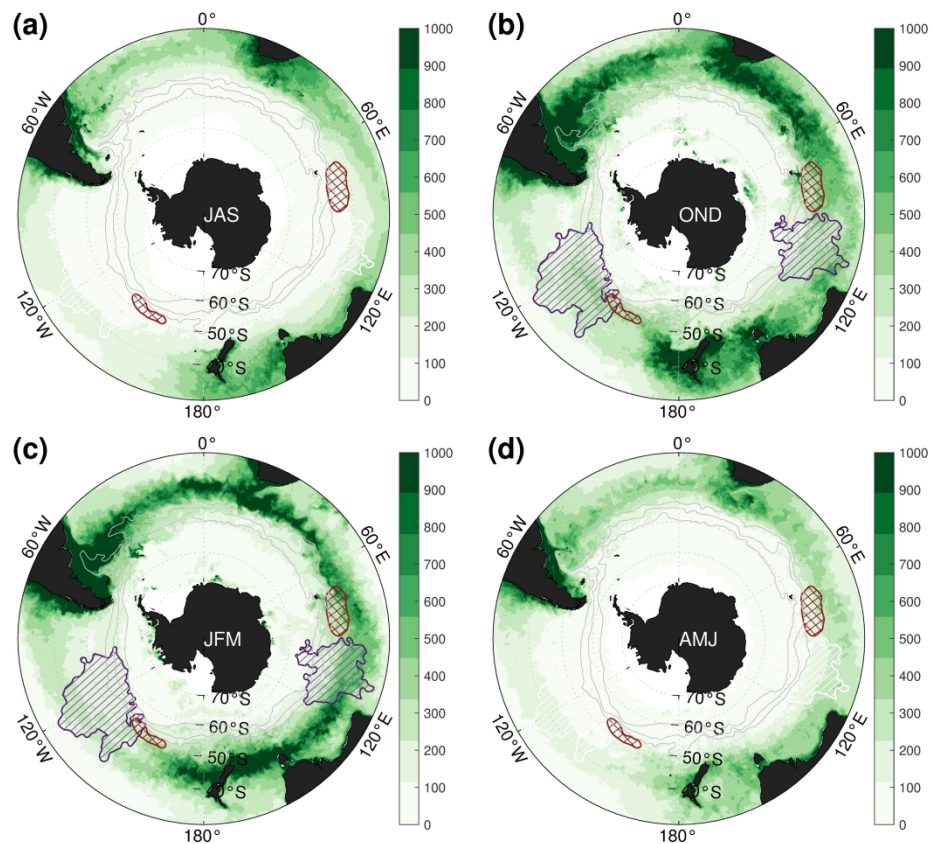 (a)
0°
60°E
120°E
180°
120°W
60°W
JAS
70°S
60°S
50°S
40°S
1000
900
800
700
600
500
400
300
200
100
0
(b)
0°
60°E
120°E
180°
120°W
60°W
OND
70°S
60°S
50°S
40°S
1000
900
800
700
600
500
400
300
200
100
0
(c)
0°
60°E
120°E
180°
120°W
60°W
JFM
70°S
60°S
50°S
40°S
1000
900
800
700
600
500
400
300
200
100
0
(d)
0°
60°E
120°E
180°
120°W
60°W
AMJ
70°S
60°S
50°S
40°S
1000
900
800
700
600
500
400
300
200
100
0